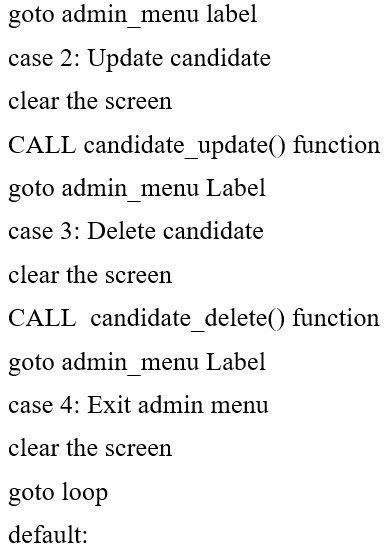 goto admin_menu label
case 2: Update candidate
clear the screen
CALL candidate_update() function
goto admin_menu Label
case 3: Delete candidate
clear the screen
CALL  candidate_delete() function
goto admin_menu Label
case 4: Exit admin menu
clear the screen
goto loop
default: